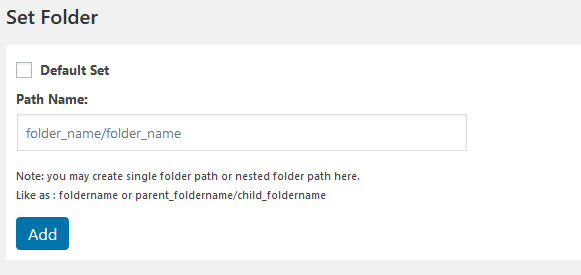 Set Folder
Default Set
Path Name:
folder_name/folder_name
Note: you may create single folder path or nested folder path here.
Like as : foldername or parent_foldername/child_foldername
Add